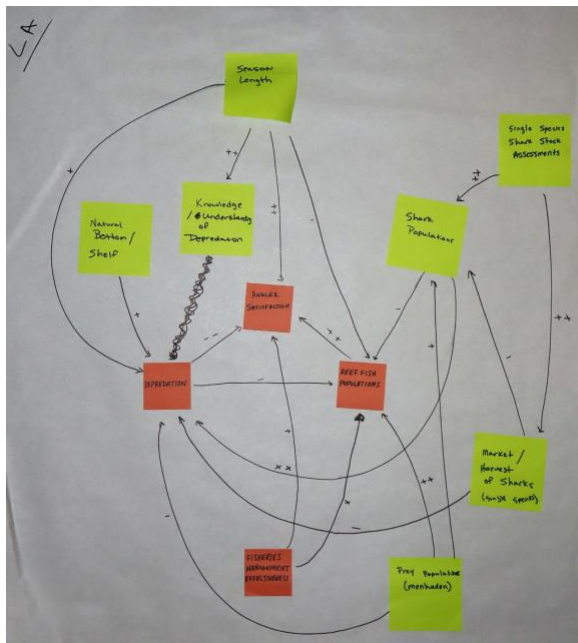 LA
Season
Length
Single Species
Shark Stock
Assessments
+
++
++
-
++
Knowledge
/ Understanding
of
Depredation
Shark
Populations
Natural
Bottom /
Shelf
++
+
ANGLER
SATISFACTION
-
-
--
++
+
DEPREDATION
-
REEF FISH
POPULATIONS
+
Market /
Harvest
of Sharks
(single species)
++
++
-
-
+
FISHERIES
MANAGEMENT
Prey Population
(menhaden)